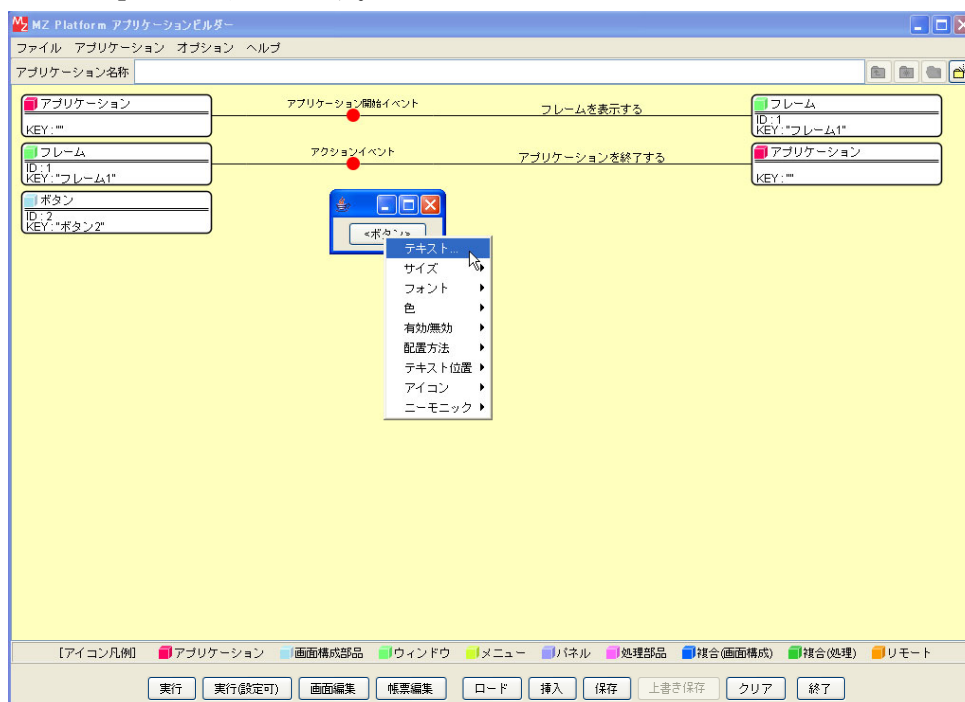 MZ Platform アプリケーションビルダー
ファイル アプリケーション オプション ヘルプ
アプリケーション名称
アプリケーション
KEY:""
アプリケーション開始イベント
フレームを表示する
フレーム
ID:1
KEY:"フレーム1"
フレーム
ID:1
KEY:"フレーム1"
アクションイベント
アプリケーションを終了する
アプリケーション
KEY:""
ボタン
ID:2
KEY:"ボタン2"
<ボタン>
テキスト...
サイズ
フォント
色
有効/無効
配置方法
テキスト位置
アイコン
ニーモニック
[アイコン凡例] アプリケーション 画面構成部品 ウィンドウ メニュー パネル 処理部品 複合(画面構成) 複合(処理) リモート
実行 実行(設定可) 画面編集 帳票編集 ロード 挿入 保存 上書き保存 クリア 終了